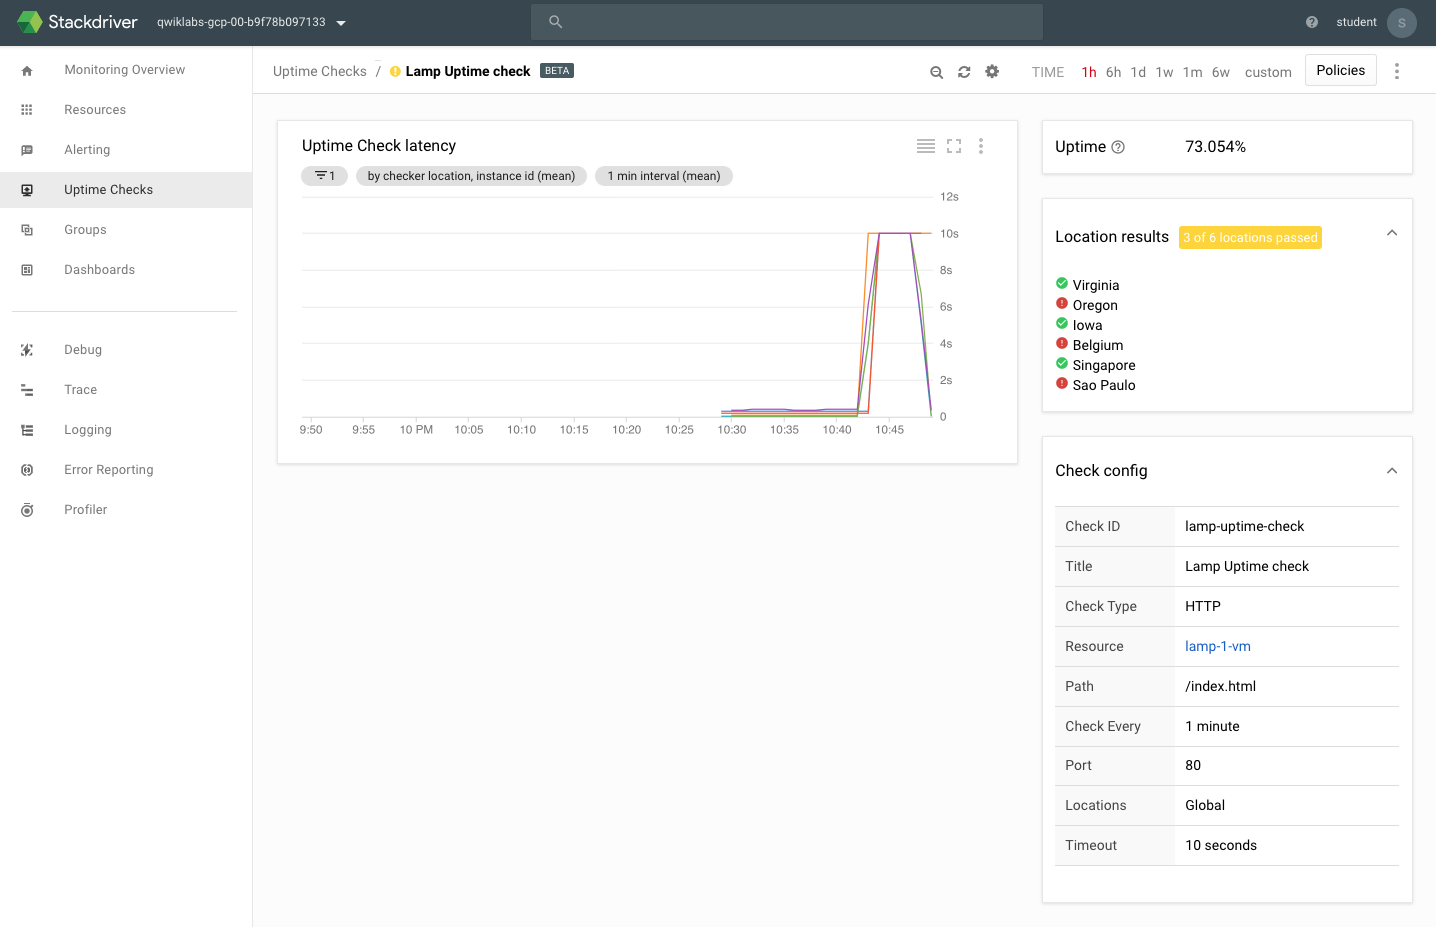 Stackdriver qwiklabs-gcp-00-b9f78b097133 student S
Monitoring Overview
Resources
Alerting
Uptime Checks
Groups
Dashboards
Debug
Trace
Logging
Error Reporting
Profiler
Uptime Checks / Lamp Uptime check BETA TIME 1h 6h 1d 1w 1m 6w custom Policies
Uptime Check latency
1 by checker location, instance id (mean) 1 min interval (mean)
12s
10s
8s
6s
4s
2s
0
9:50 9:55 10 PM 10:05 10:10 10:15 10:20 10:25 10:30 10:35 10:40 10:45
Uptime ? 73.054%
Location results 3 of 6 locations passed
Virginia
Oregon
Iowa
Belgium
Singapore
Sao Paulo
Check config
Check ID lamp-uptime-check
Title Lamp Uptime check
Check Type HTTP
Resource lamp-1-vm
Path /index.html
Check Every 1 minute
Port 80
Locations Global
Timeout 10 seconds